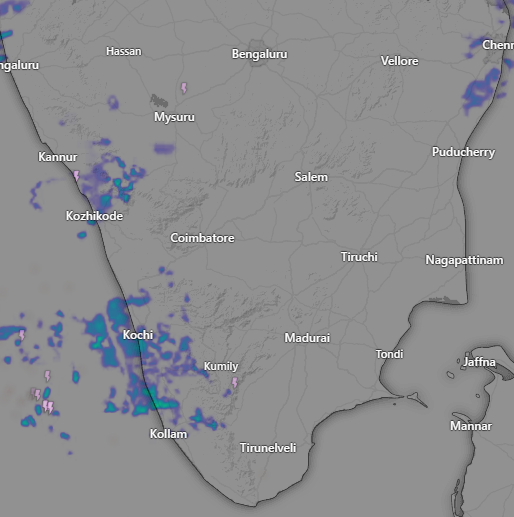 Hassan
Bengaluru
Chenn
ngaluru
Vellore
Mysuru
Kannur
Puducherry
Salem
Kozhikode
Coimbatore
Tiruchi
Nagapattinam
Kochi
Madurai
Tondi
Kumily
Jaffna
Kollam
Mannar
Tirunelveli